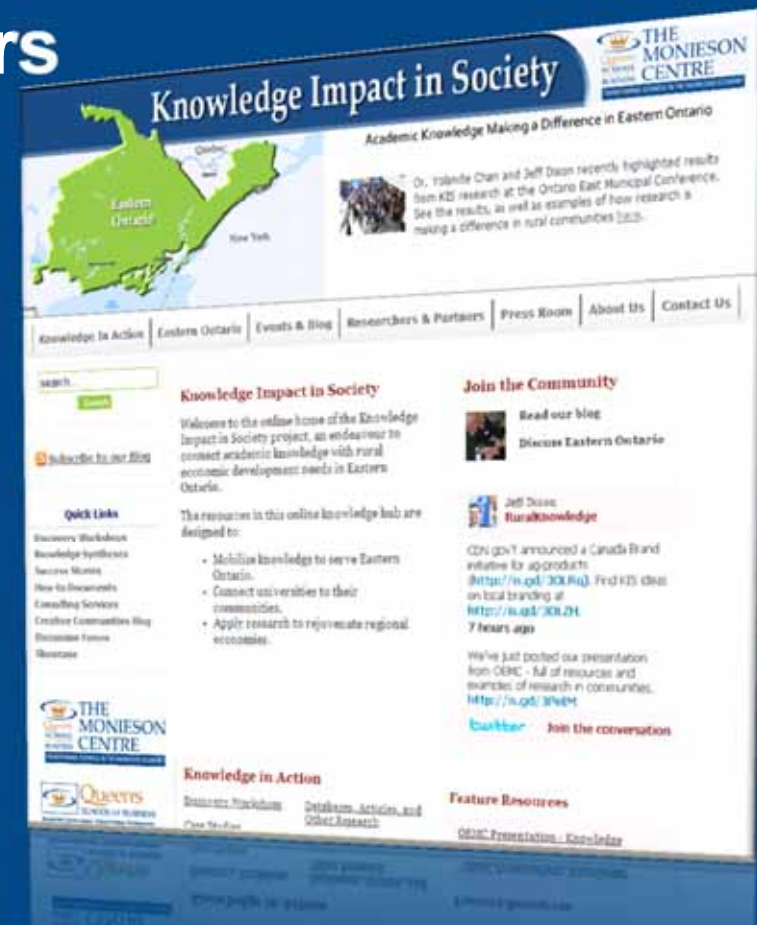 rs
THE
MONIESON
CENTRE
Knowledge Impact in Society
Academic Knowledge Making a Difference in Eastern Ontario
Quebec
Eastern
Ontario
New York
Dr. Yolande Chan and Jeff Dixon recently highlighted results
from KIS research at the Ontario East Municipal Conference.
See the results, as well as examples of how research is
making a difference in rural communities here.
Knowledge In Action
Eastern Ontario
Events & Blog
Researchers & Partners
Press Room
About Us
Contact Us
search...
Search
Subscribe to our Blog
Quick Links
Discovery Workshops
Knowledge Syntheses
Success Stories
How-to Documents
Consulting Services
Creative Communities Blog
Discussion Forum
Showcase
THE
MONIESON
CENTRE
Queen's
SCHOOL OF BUSINESS
Knowledge Impact in Society
Welcome to the online home of the Knowledge
Impact in Society project, an endeavour to
connect academic knowledge with rural
economic development needs in Eastern
Ontario.
The resources in this online knowledge hub are
designed to:
• Mobilize knowledge to serve Eastern
Ontario.
• Connect universities to their
communities.
• Apply research to rejuvenate regional
economies.
Knowledge in Action
Discovery Workshops
Case Studies
Databases, Articles, and
Other Research
Join the Community
Read our blog
Discuss Eastern Ontario
Jeff Dixon
RuralKnowledge
CDN gov't announced a Canada Brand
initiative for agproducts
Find KIS ideas
on local branding at
7 hours ago
We've just posted our presentation
from OEMC - full of resources and
examples of research in communities.
twitter
Join the conversation
Feature Resources
OEMC Presentation - Knowledge